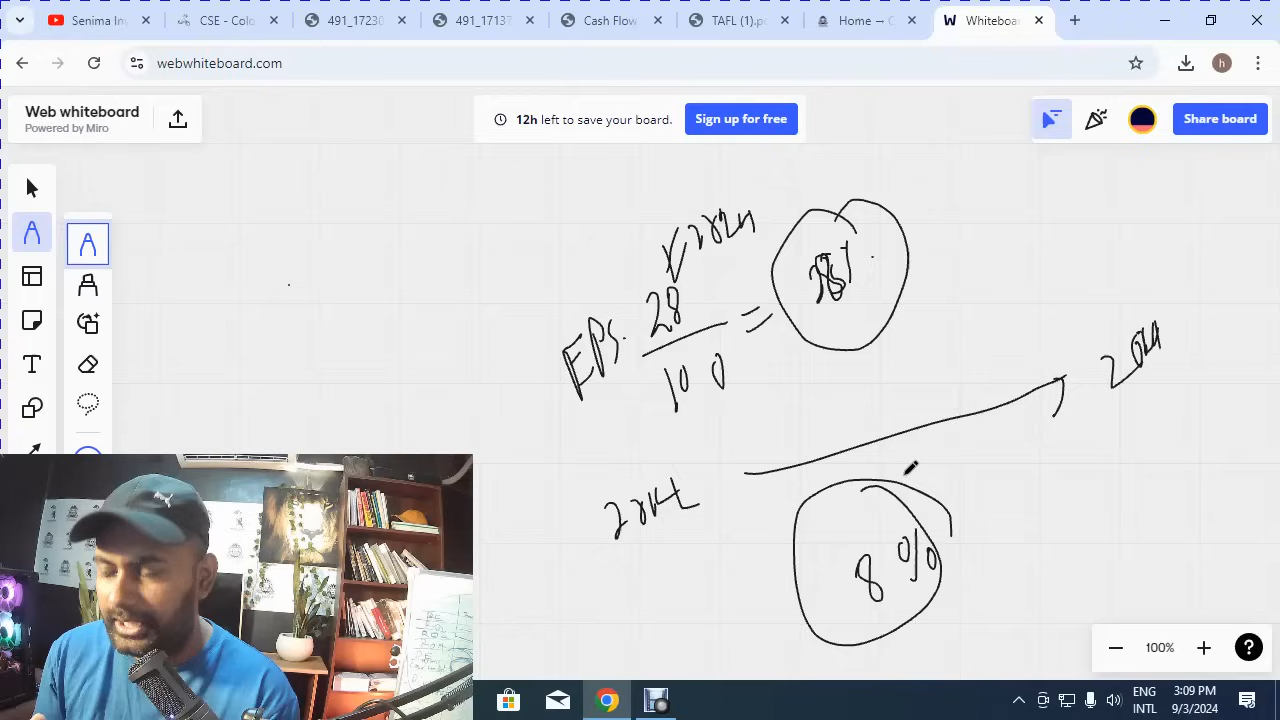 Senima In
CSE - Colo
491_17230
491_17137
Cash Flow
TAFL (
Home — C
Whiteboar
webwhiteboard.com
h
Web whiteboard
Powered by Miro
12h left to save your board.
Sign up for free
Share board
2024
EPS. 28
100
=
2024
8 %
100%
ENG
INTL
3:09 PM
9/3/2024